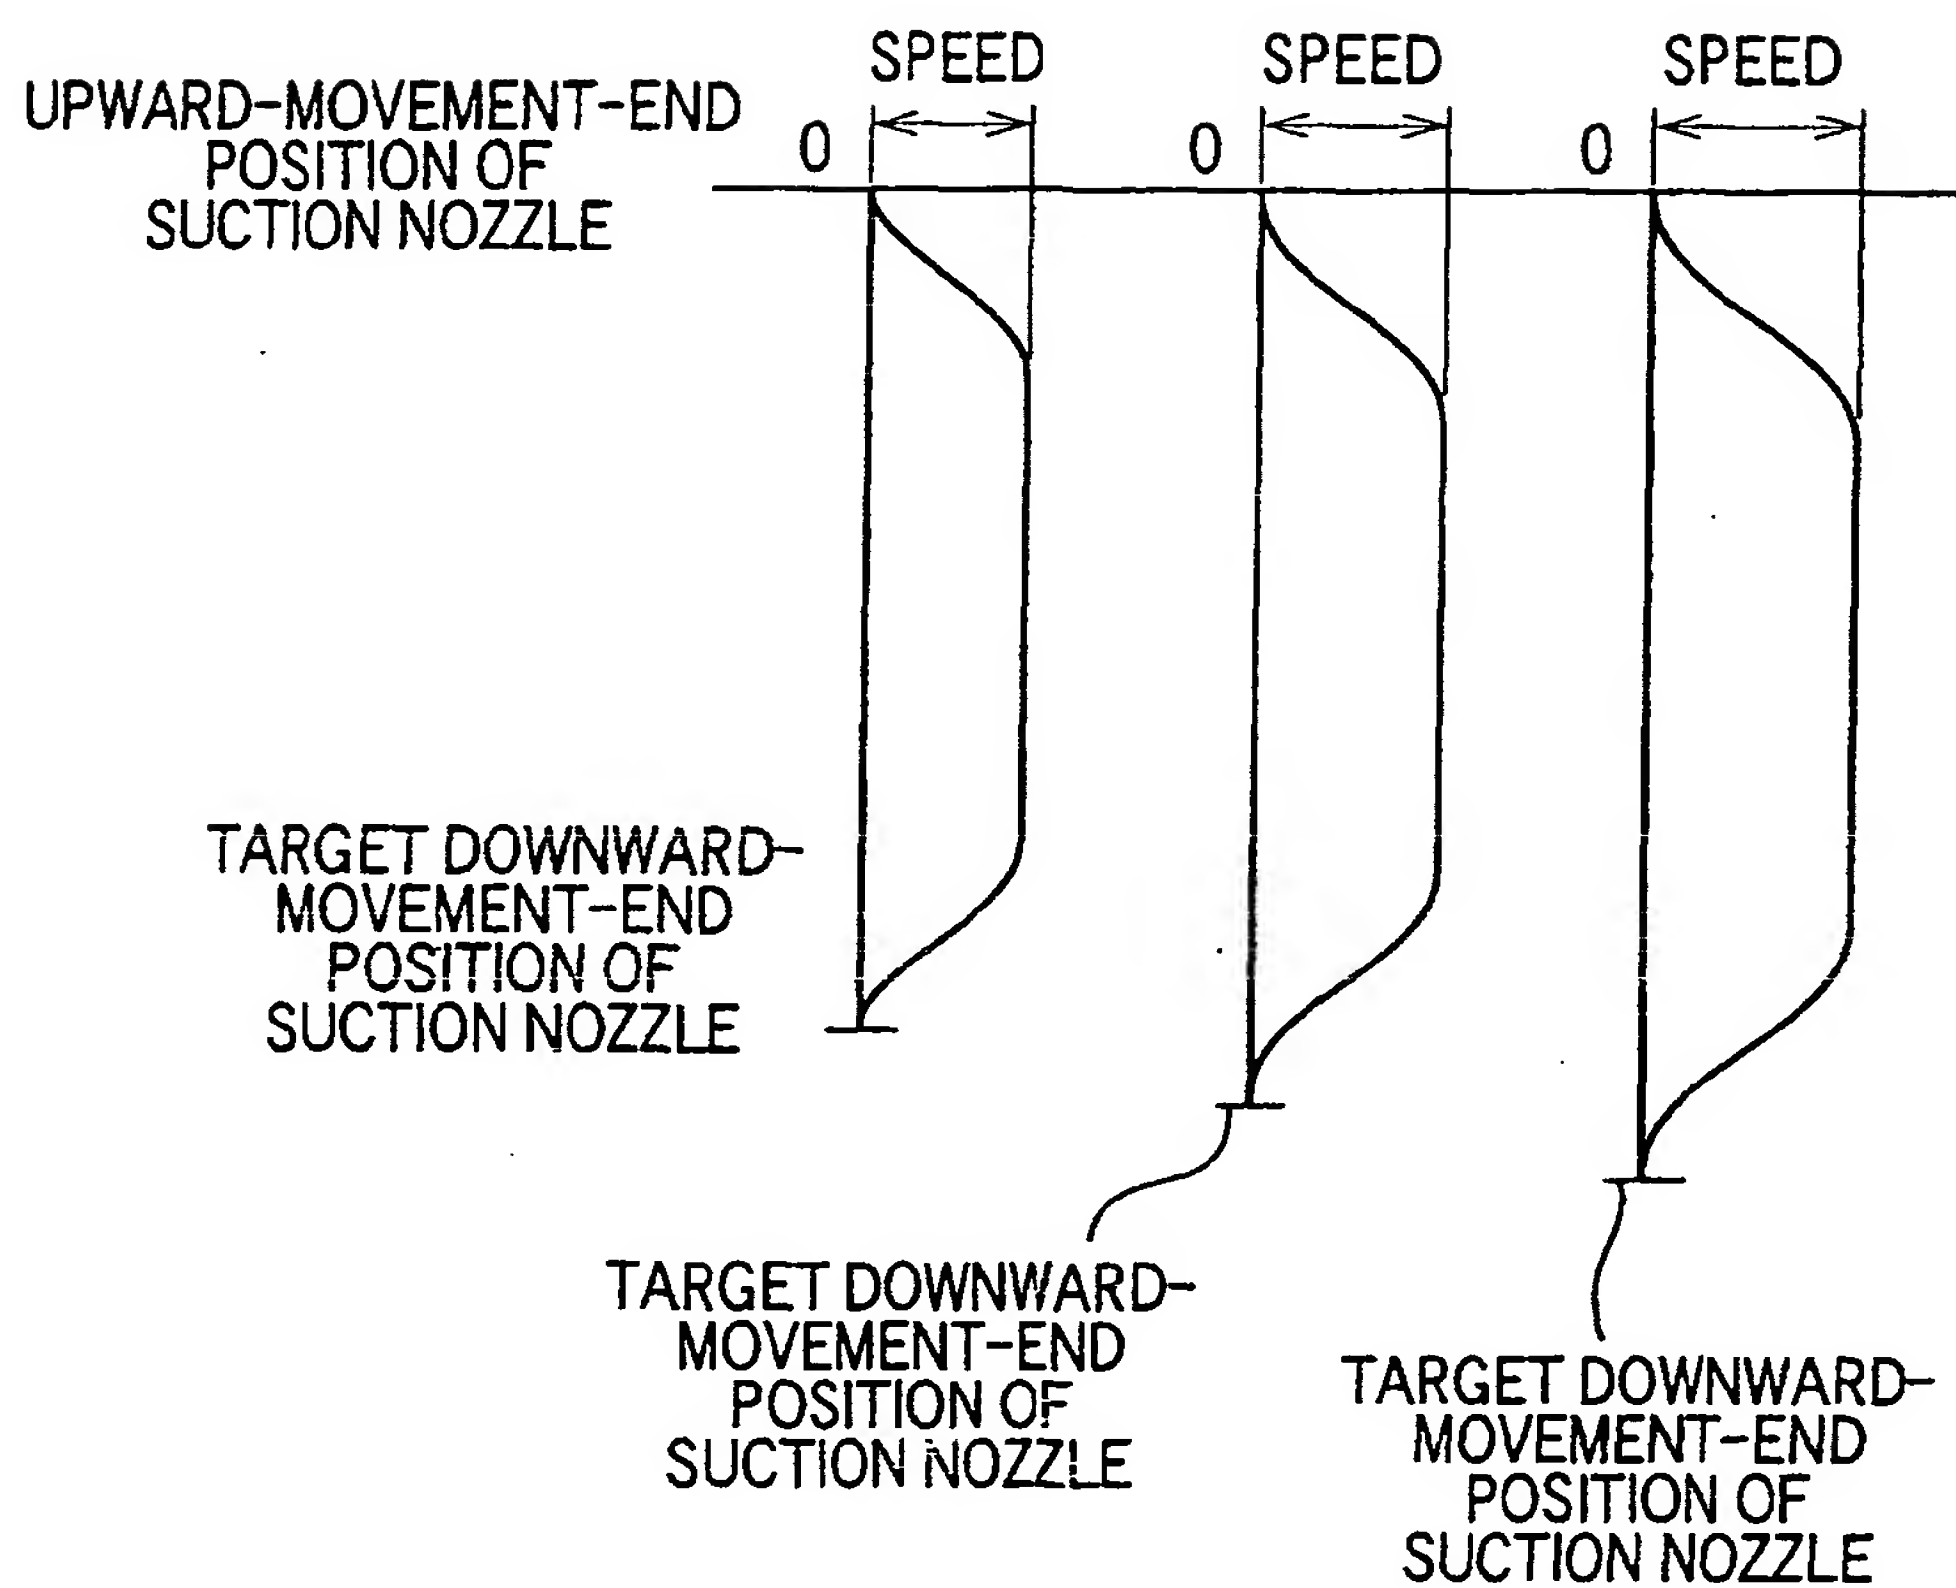 SPEED
SPEED
SPEED
UPWARD-MOVEMENT-END
POSITION OF
SUCTION NOZZLE
0
0
0
TARGET DOWNWARD-
MOVEMENT-END
POSITION OF
SUCTION NOZZLE
TARGET DOWNWARD-
MOVEMENT-END
POSITION OF
SUCTION NOZZLE
TARGET DOWNWARD-
MOVEMENT-END
POSITION OF
SUCTION NOZZLE